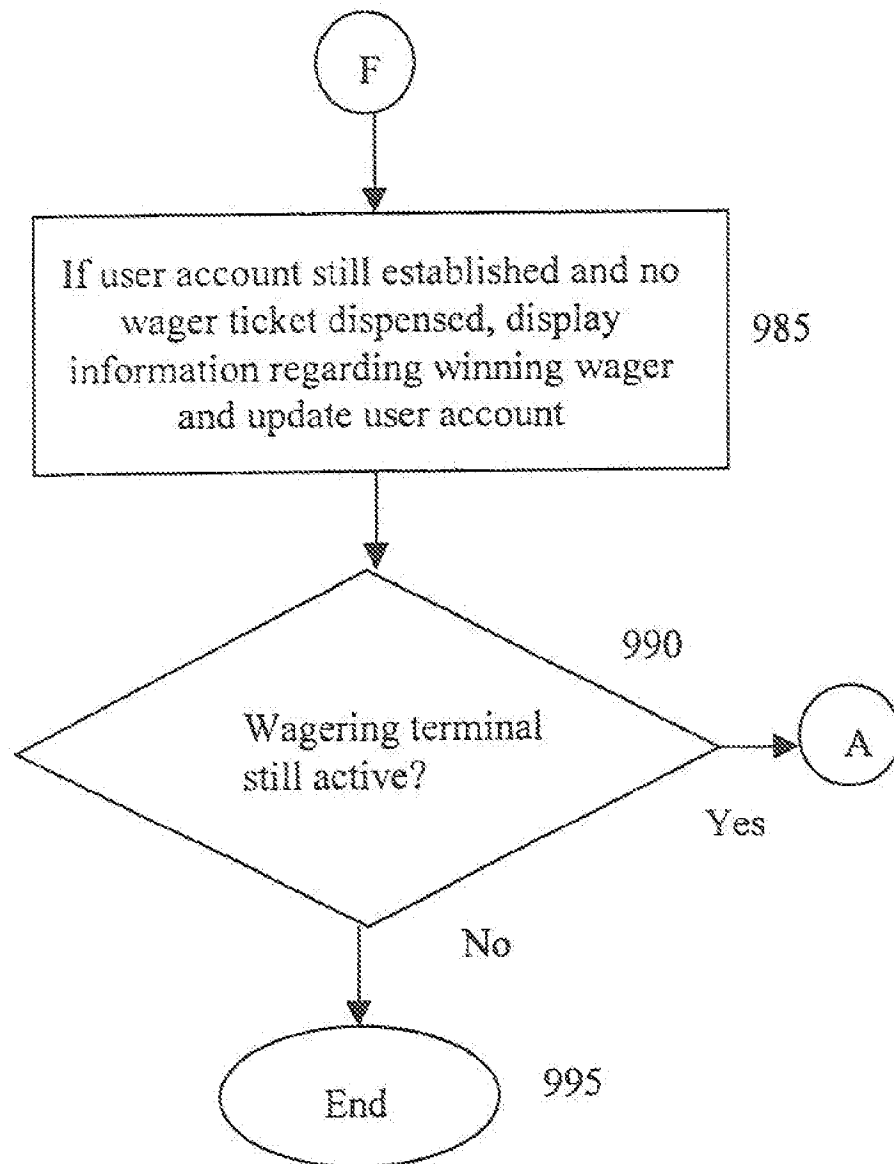 F
If user account still established and no
wager ticket dispensed, display
information regarding winning wager
and update user account
985
990
Wagering terminal
still active?
A
Yes
No
End
995